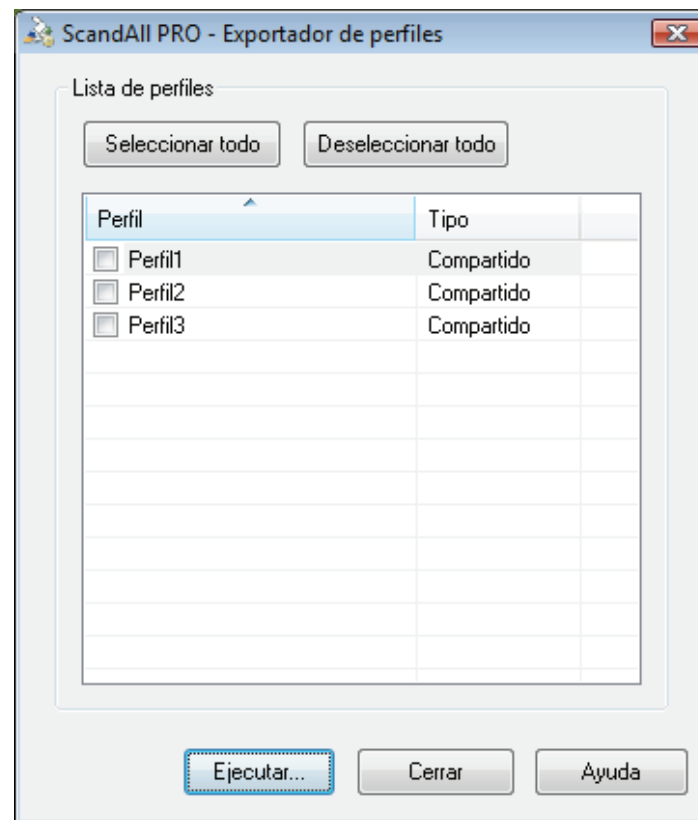 ScandAll PRO - Exportador de perfiles
Lista de perfiles
Seleccionar todo Deseleccionar todo
Perfil Tipo
Perfil1 Compartido
Perfil2 Compartido
Perfil3 Compartido
Ejecutar... Cerrar Ayuda